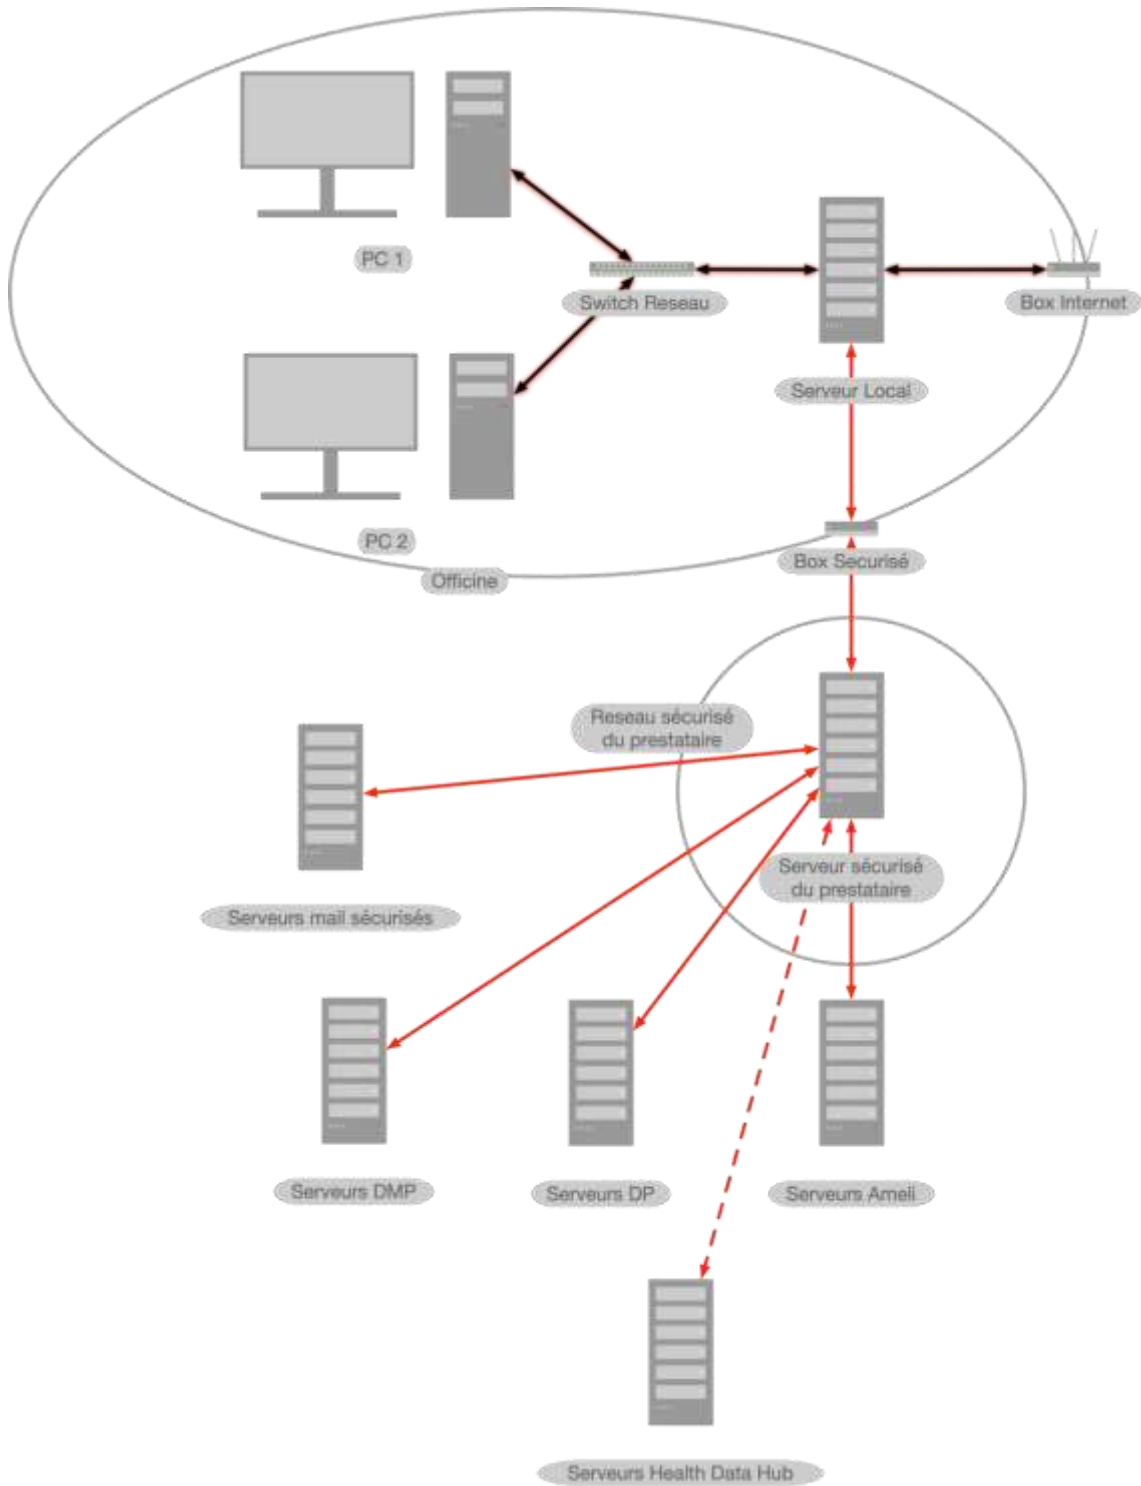 PC 1
Switch Reseau
Box Internet
Serveur Local
PC 2
Box Securisé
Officine
Reseau sécurisé
du prestataire
Serveur sécurisé
du prestataire
Serveurs mail sécurisés
Serveurs DMP
Serveurs DP
Serveurs Ameli
Serveurs Health Data Hub